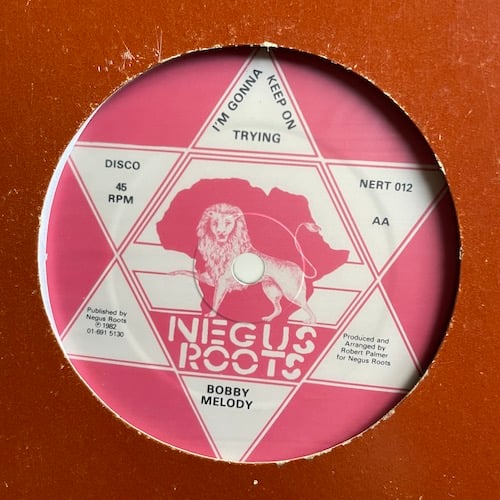 I'M GONNA
KEEP ON
TRYING
DISCO
45
RPM
NERT 012
AA
Published by
Negus Roots
℗ 1982
01-691 5130
NEGUS
ROOTS
Produced and
Arranged by
Robert Palmer
for Negus Roots
BOBBY
MELODY